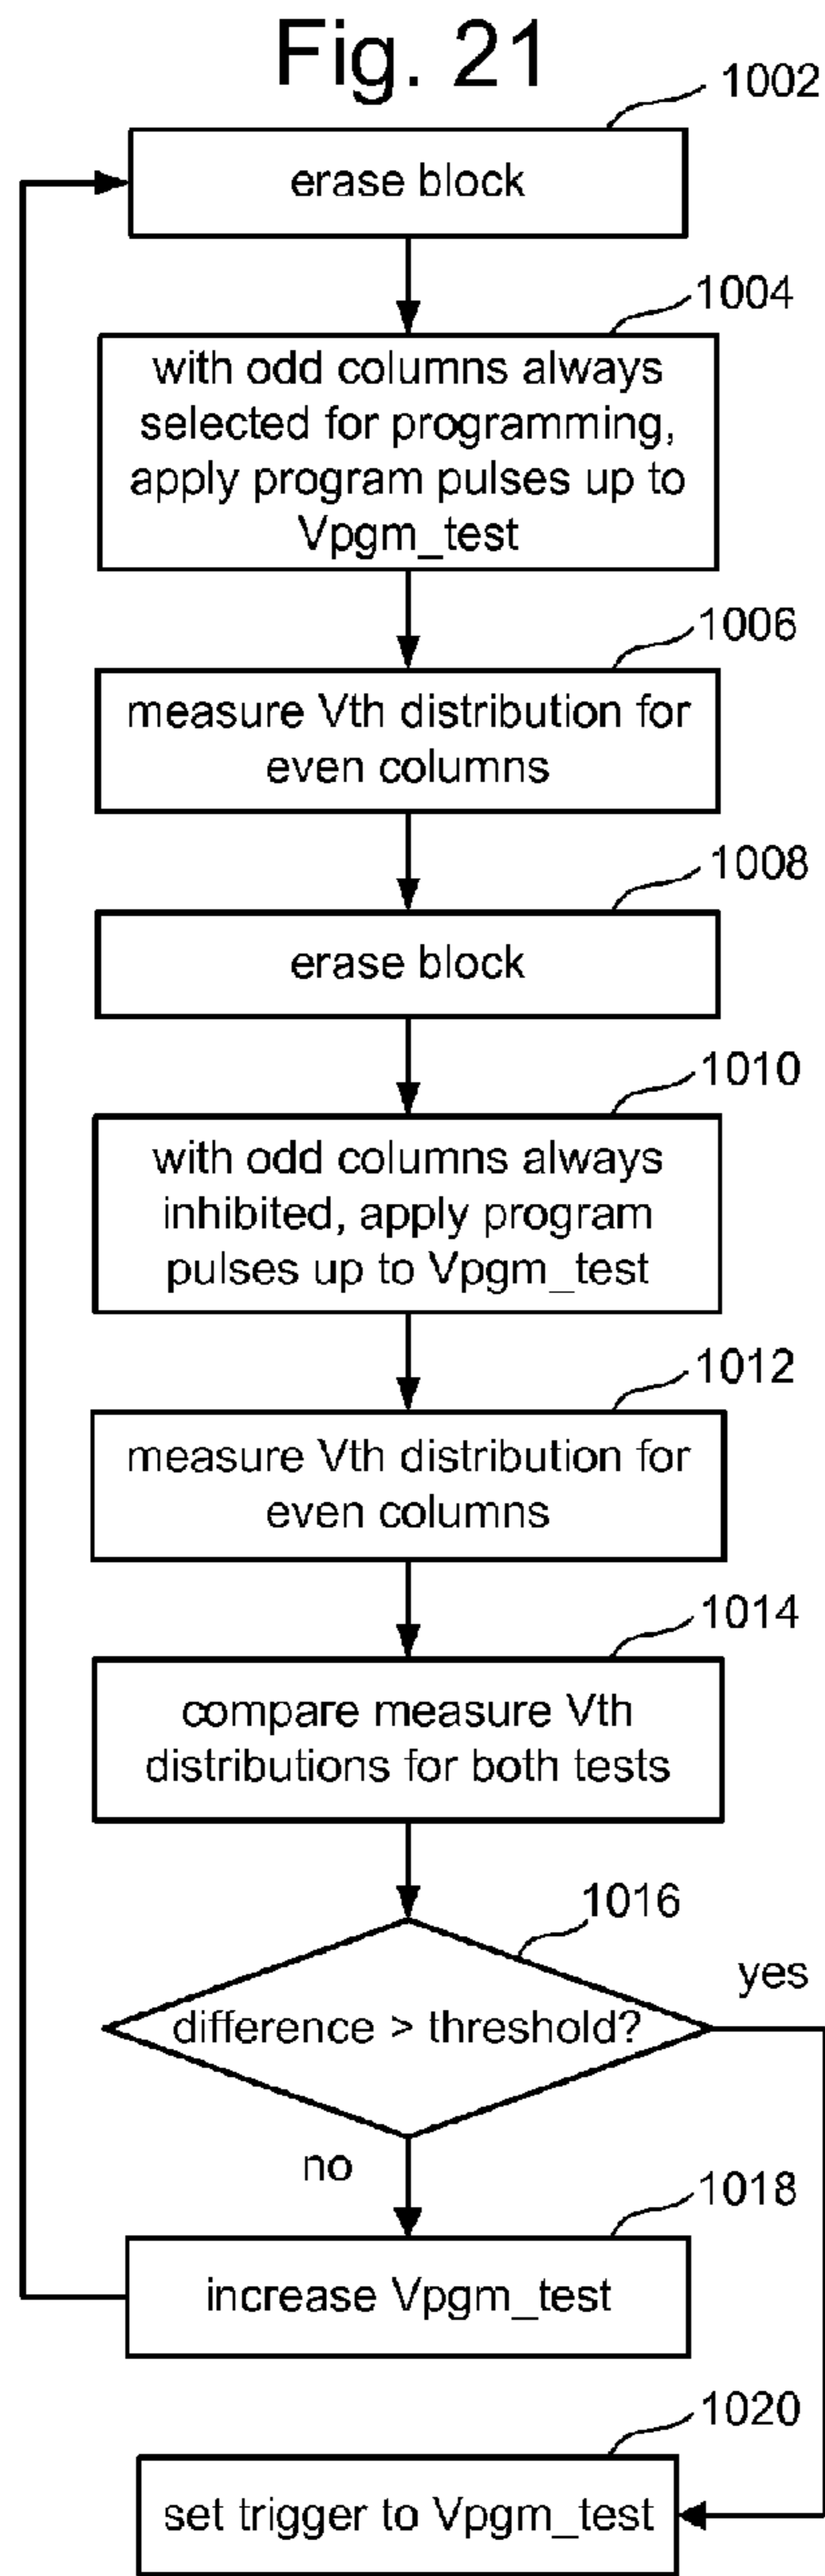 Fig. 21
1002
erase block
1004
with odd columns always
selected for programming,
apply program pulses up to
Vpgm_test
1006
measure Vth distribution for
even columns
1008
erase block
1010
with odd columns always
inhibited, apply program
pulses up to Vpgm_test
1012
measure Vth distribution for
even columns
1014
compare measure Vth
distributions for both tests
1016
yes
difference > threshold?
no
1018
increase Vpgm_test
1020
set trigger to Vpgm_test